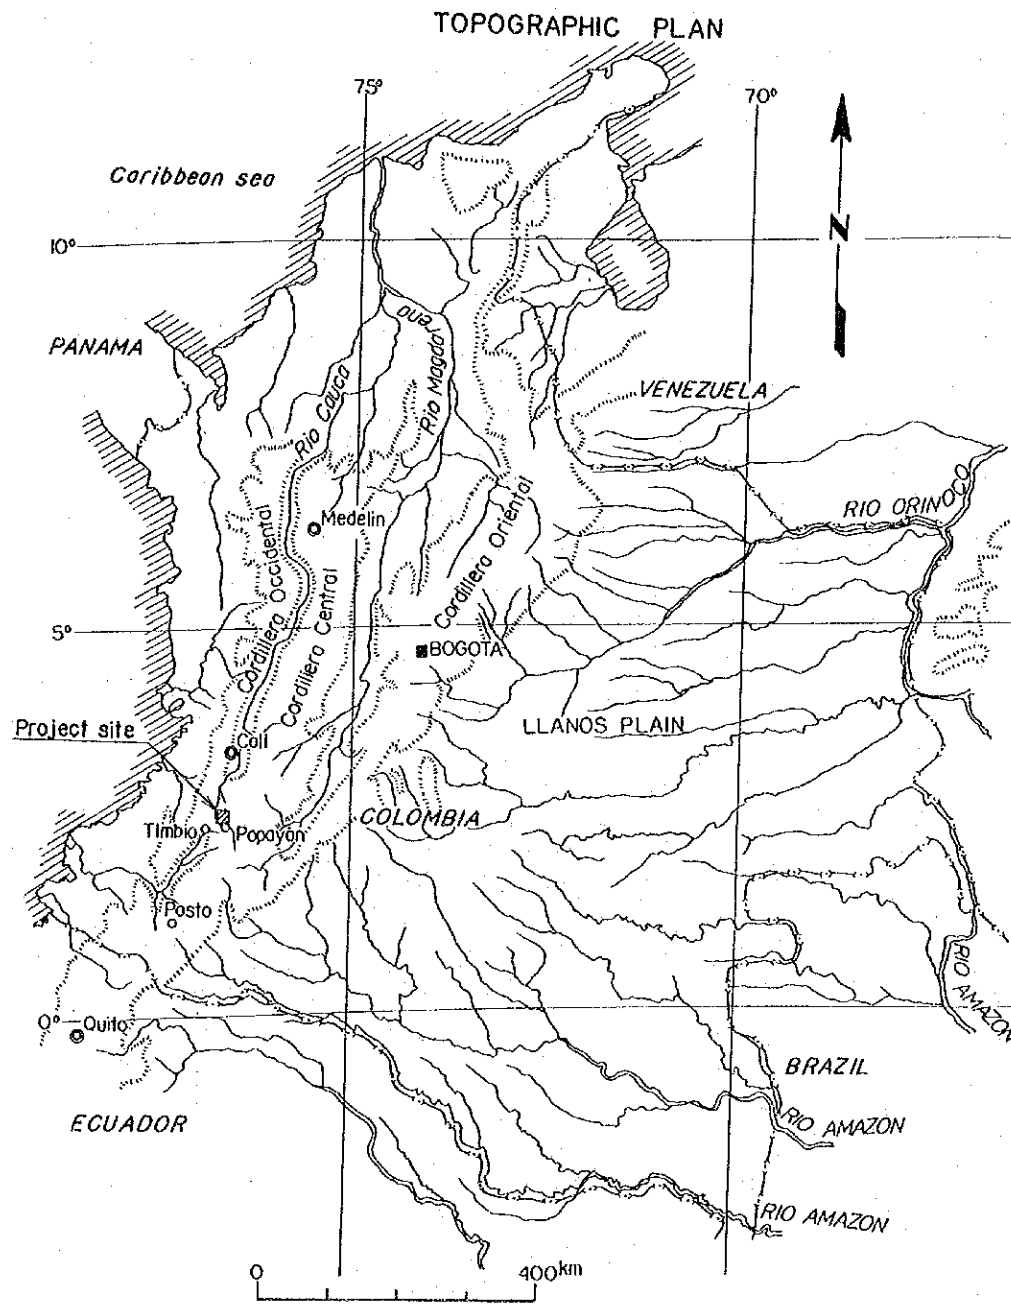 TOPOGRAPHIC PLAN
75°
70°
Caribbean sea
N
10°
PANAMA
Rio Magda
lena
Rio Cauca
VENEZUELA
RIO ORINOCO
Medelin
Cordillera Occidental
Cordillera Central
Cordillera Oriental
5°
BOGOTA
LLANOS PLAIN
Project site
Coli
COLOMBIA
Timbio
Popayan
Posto
RIO AMAZON
0°
Quito
BRAZIL
ECUADOR
RIO AMAZON
RIO AMAZON
0
400km